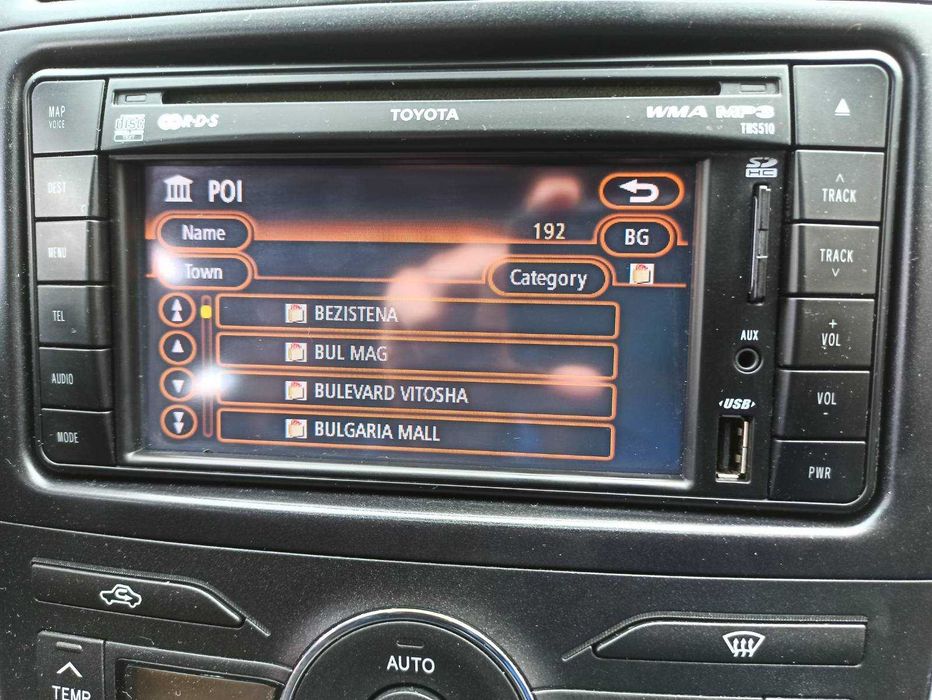 MAP
VOICE
disc
R·D·S
TOYOTA
WMA MP3
TNS510
SD
HC
TRACK
DEST
POI
Name
192
BG
MENU
TRACK
Town
Category
TEL
BEZISTENA
+
VOL
AUX
BUL MAG
AUDIO
BULEVARD VITOSHA
VOL
-
USB
MODE
BULGARIA MALL
PWR
AUTO
TEMP